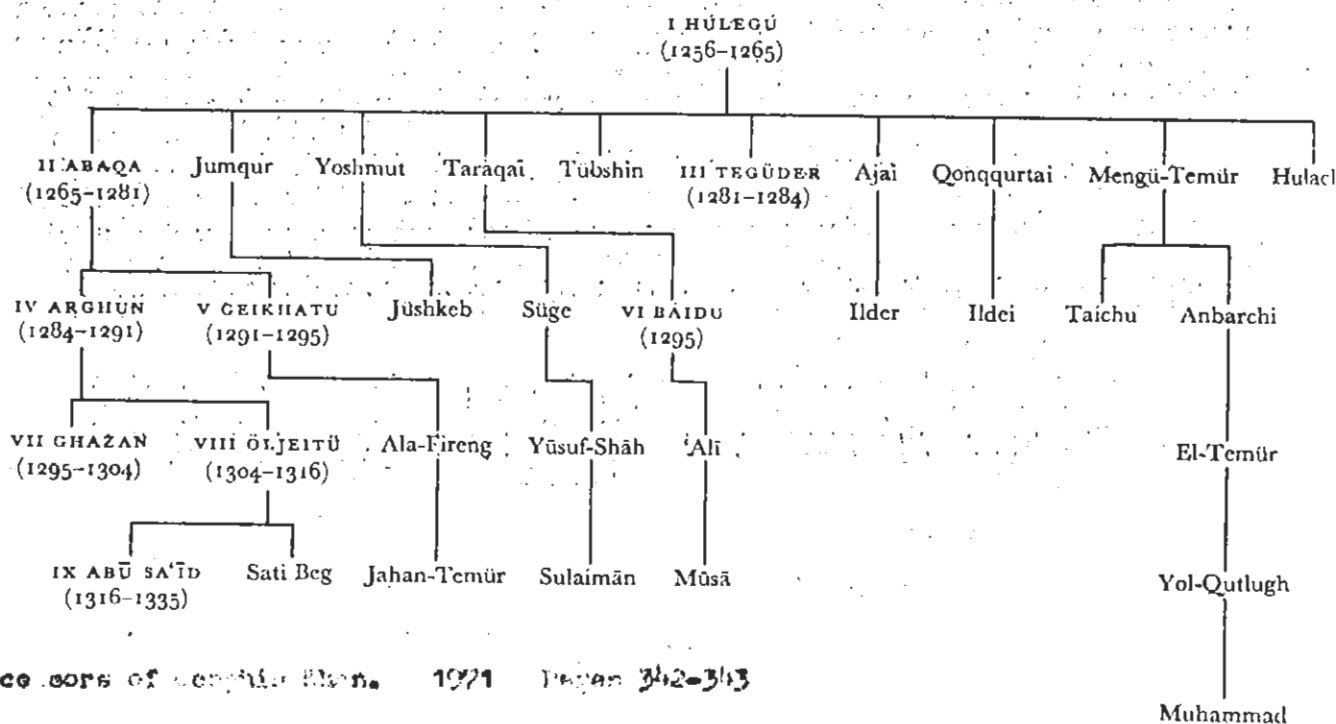 I HÜLEGÜ
(1256–1265)
II ABAQA Jumqur Yoshmut Taraqai Tübshin III TEGÜDER Ajai Qonqqurtai Mengü-Temür
(1265–1281) (1281–1284)
IV ARGHUN V GEIKHATU Jüshkeb Süge VI BAIDU Ilder Ildei Taichu Anbarchi
(1284–1291) (1291–1295) (1295)
VII GHAZAN VIII ÖLJEITÜ Ala-Fireng Yūsuf-Shāh ‘Alī El-Temür
(1295–1304) (1304–1316)
IX ABŪ SA‘ĪD Sati Beg Jahan-Temür Sulaimān Mūsā Yol-Qutlugh
(1316–1335)
of 342-343
Muhammad